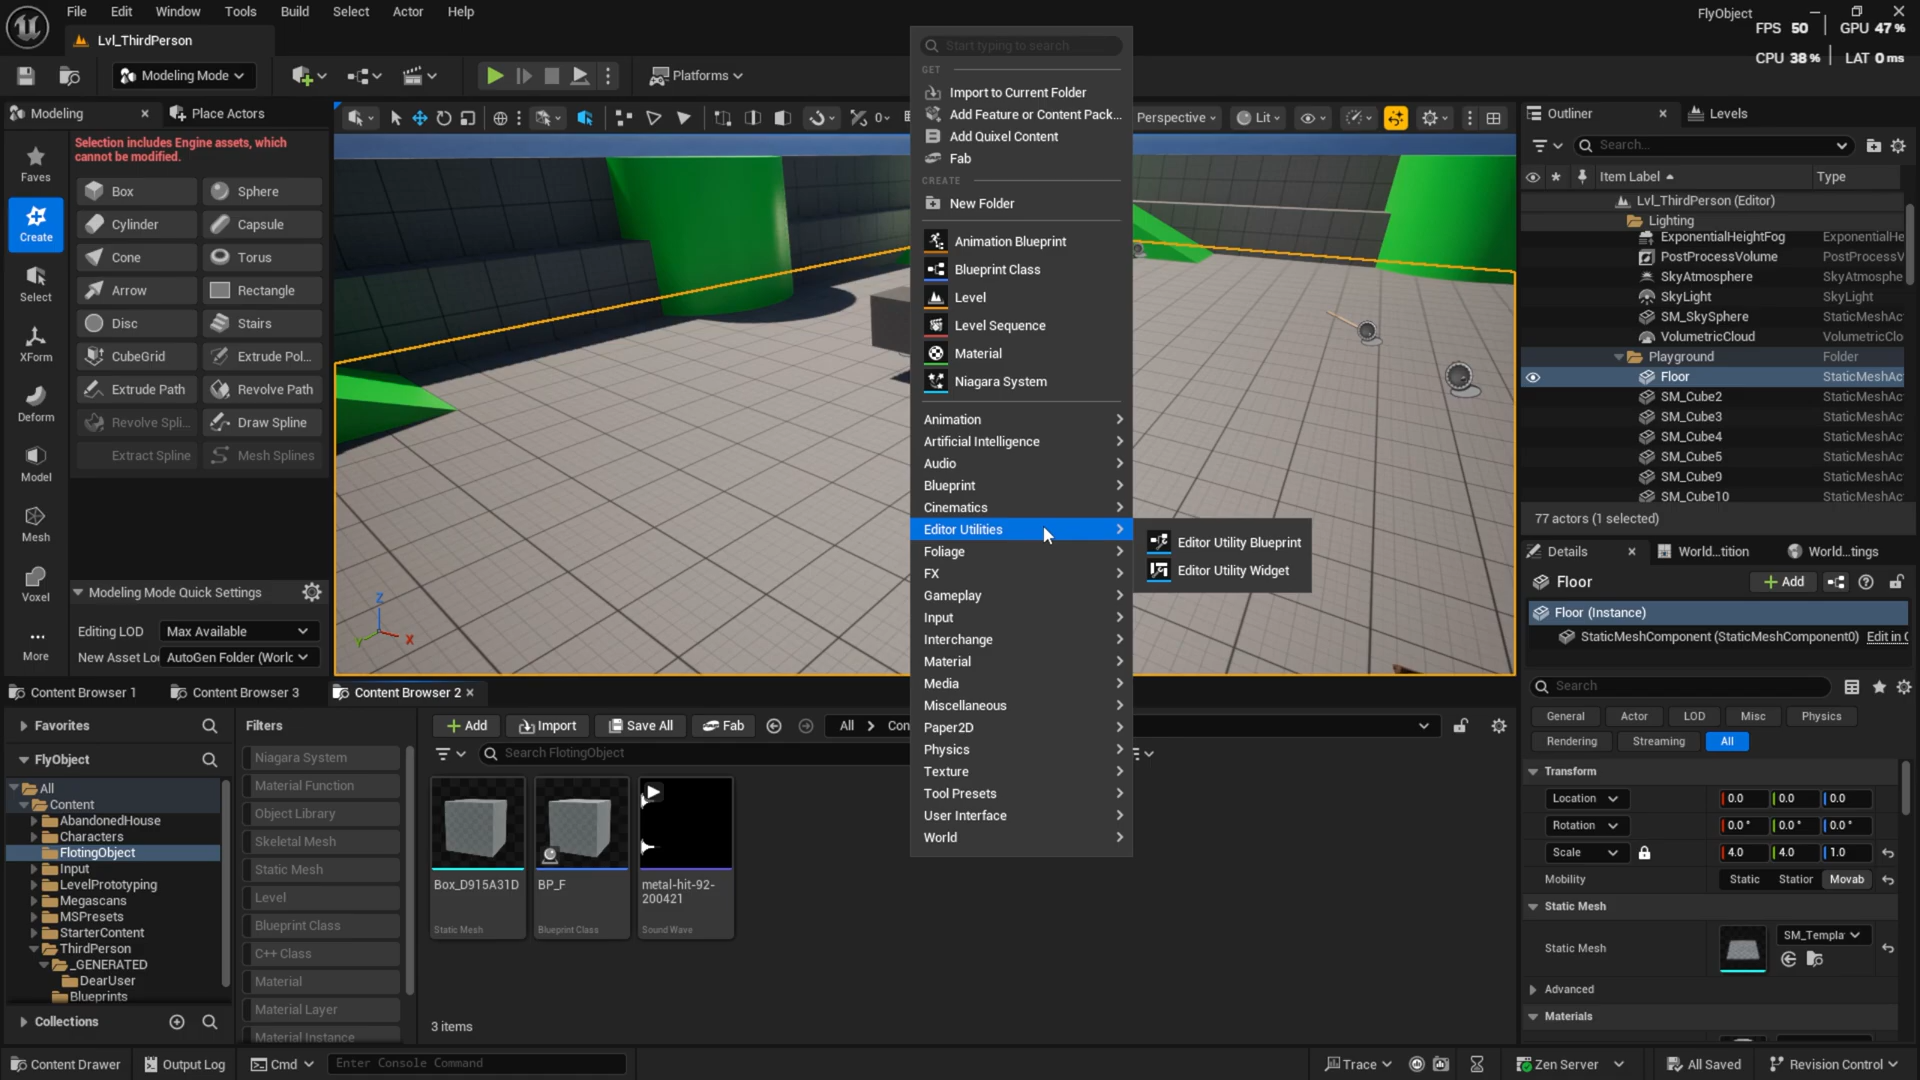 File Edit Window Tools Build Select Actor Help
FlyObject
Lvl_ThirdPerson
FPS 50 GPU 47 %
CPU 38 % LAT 0 ms
Modeling Mode
Platforms
Modeling
Place Actors
Selection includes Engine assets, which
cannot be modified.
Faves
Create
Select
XForm
Deform
Model
Mesh
Voxel
More
Box Sphere
Cylinder Capsule
Cone Torus
Arrow Rectangle
Disc Stairs
CubeGrid Extrude Pol...
Extrude Path Revolve Path
Revolve Spli... Draw Spline
Extract Spline Mesh Splines
Modeling Mode Quick Settings
Editing LOD Max Available
New Asset Lo AutoGen Folder (Worlc
0
Perspective Lit
Z
Y
X
Start typing to search
GET
Import to Current Folder
Add Feature or Content Pack...
Add Quixel Content
Fab
CREATE
New Folder
Animation Blueprint
Blueprint Class
Level
Level Sequence
Material
Niagara System
Animation
Artificial Intelligence
Audio
Blueprint
Cinematics
Editor Utilities
Foliage
FX
Gameplay
Input
Interchange
Material
Media
Miscellaneous
Paper2D
Physics
Texture
Tool Presets
User Interface
World
Editor Utility Blueprint
Editor Utility Widget
Outliner
Levels
Search...
Item Label Type
Lvl_ThirdPerson (Editor)
Lighting
ExponentialHeightFog ExponentialHe
PostProcessVolume PostProcessV
SkyAtmosphere SkyAtmosphe
SkyLight SkyLight
SM_SkySphere StaticMeshAc
VolumetricCloud VolumetricClo
Playground Folder
Floor StaticMeshAc
SM_Cube2 StaticMeshAc
SM_Cube3 StaticMeshAc
SM_Cube4 StaticMeshAc
SM_Cube5 StaticMeshAc
SM_Cube9 StaticMeshAc
SM_Cube10 StaticMeshAc
77 actors (1 selected)
Details
World...tition
World...tings
Floor
Add
Floor (Instance)
StaticMeshComponent (StaticMeshComponent0) Edit in C
Search
General Actor LOD Misc Physics
Rendering Streaming All
Transform
Location 0.0 0.0 0.0
Rotation 0.0 ° 0.0 ° 0.0 °
Scale 4.0 4.0 1.0
Mobility Static Statior Movab
Static Mesh
Static Mesh SM_Templa
Advanced
Materials
Content Browser 1
Content Browser 3
Content Browser 2
Favorites
FlyObject
All
Content
AbandonedHouse
Characters
FlotingObject
Input
LevelPrototyping
Megascans
MSPresets
StarterContent
ThirdPerson
_GENERATED
DearUser
Blueprints
Collections
Filters
Niagara System
Material Function
Object Library
Skeletal Mesh
Static Mesh
Level
Blueprint Class
C++ Class
Material
Material Layer
Material Instance
Add Import Save All Fab All Con
Search FlotingObject
Box_D915A31D
Static Mesh
BP_F
Blueprint Class
metal-hit-92-
200421
Sound Wave
3 items
Content Drawer Output Log Cmd Enter Console Command
Trace Zen Server All Saved Revision Control